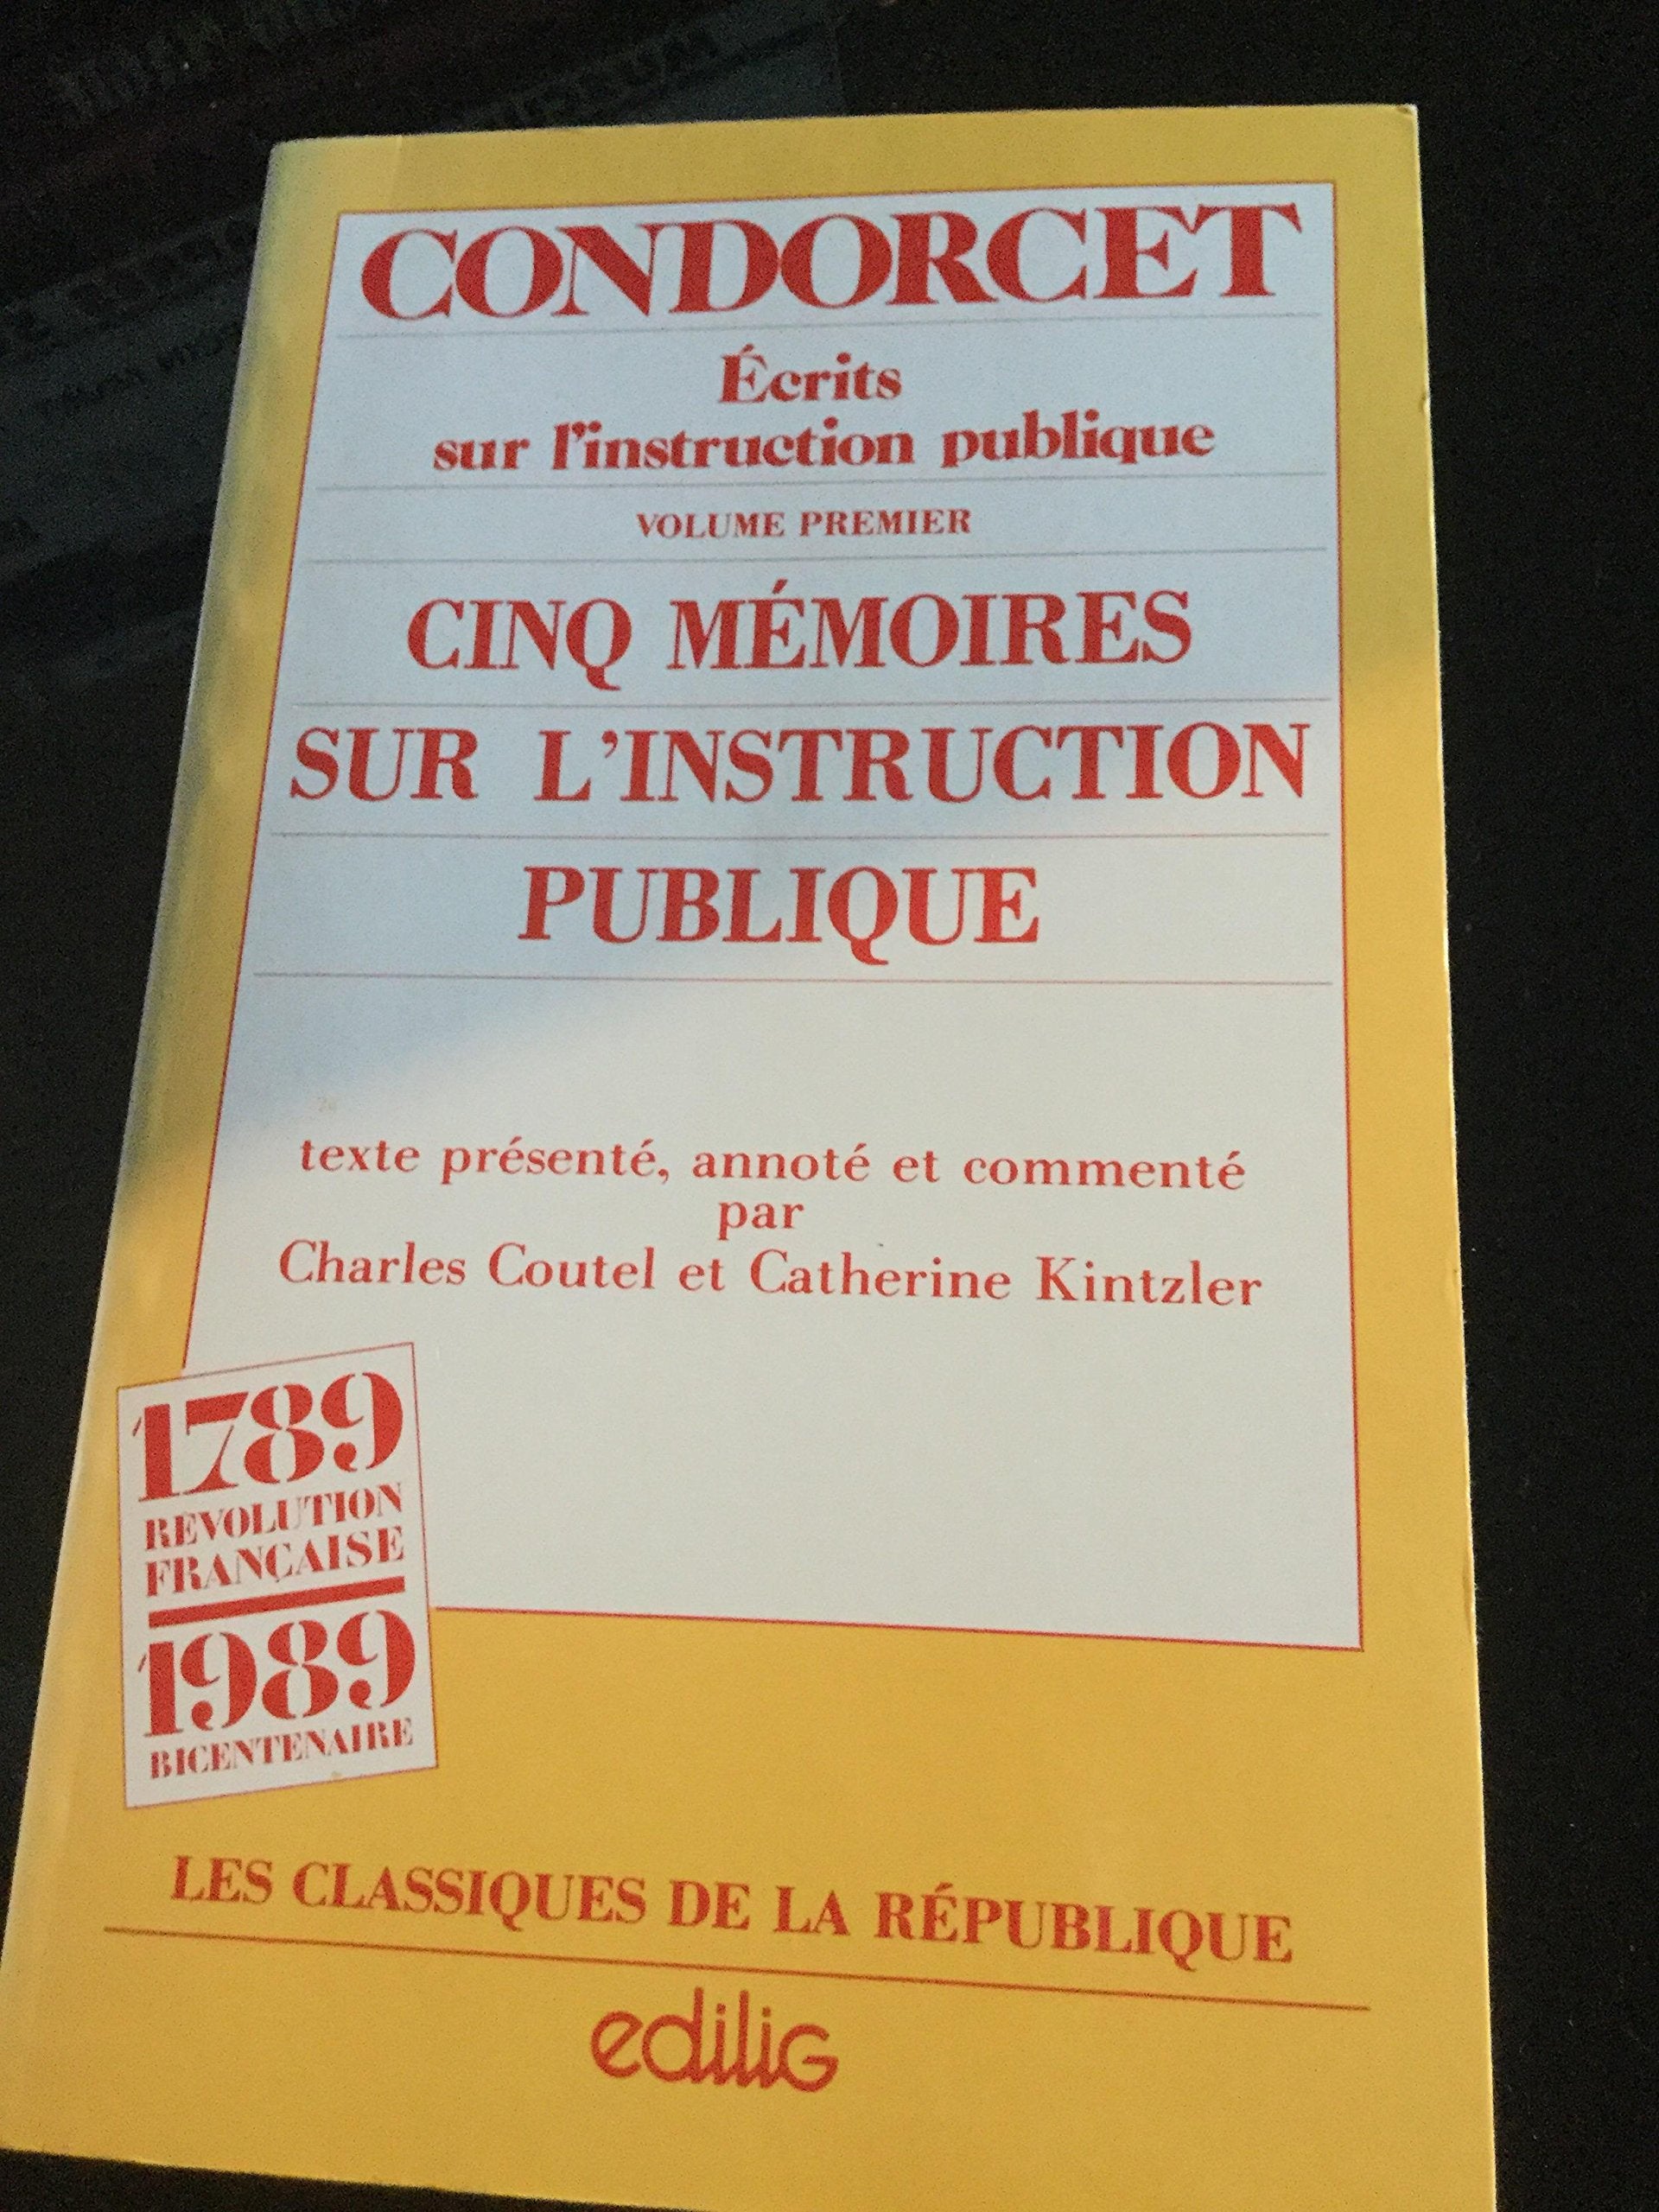 CONDORCET
Écrits
sur l'instruction publique
VOLUME PREMIER
CINQ MÉMOIRES
SUR L'INSTRUCTION
PUBLIQUE
texte présenté, annoté et commenté
par
Charles Coutel et Catherine Kintzler
1789
RÉVOLUTION
FRANÇAISE
1989
BICENTENAIRE
LES CLASSIQUES DE LA RÉPUBLIQUE
ediliG